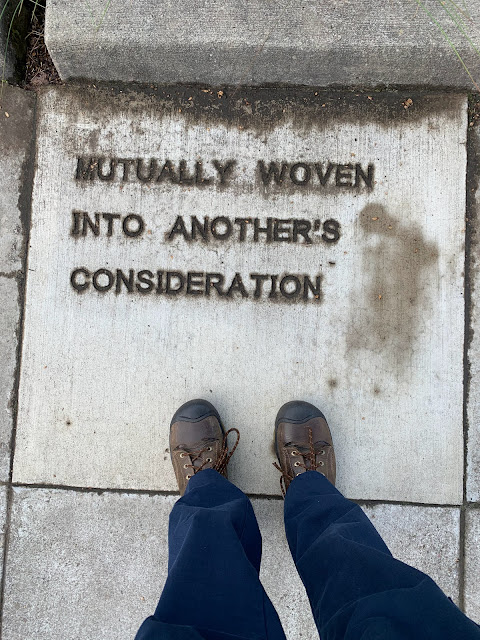 MUTUALLY WOVEN
INTO ANOTHER'S
CONSIDERATION